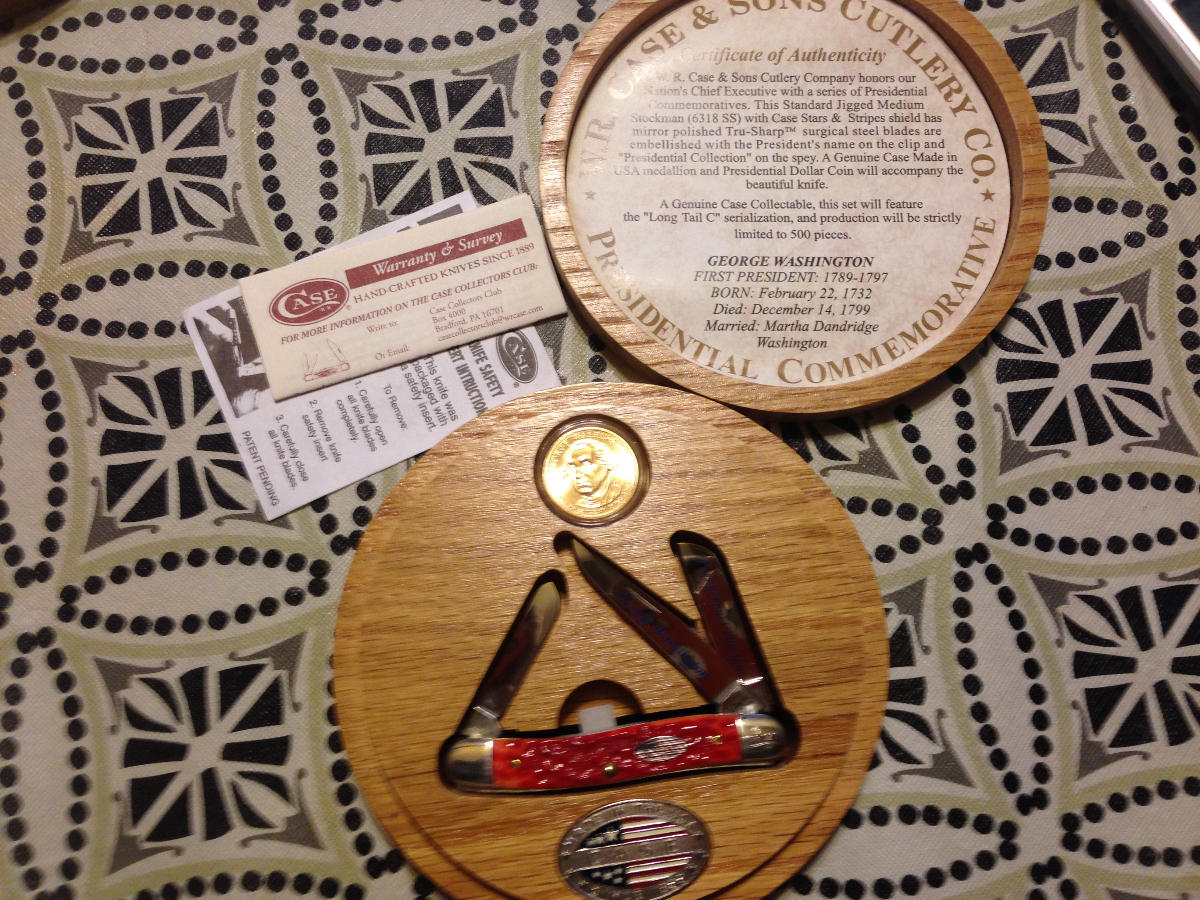 W.R. CASE & SONS CUTLERY CO.
Certificate of Authenticity
W. R. Case & Sons Cutlery Company honors our
Nation's Chief Executive with a series of Presidential
Commemoratives. This Standard Jigged Medium
Stockman (6318 SS) with Case Stars & Stripes shield has
mirror polished Tru-Sharp™ surgical steel blades are
embellished with the President's name on the clip and
"Presidential Collection" on the spey. A Genuine Case Made in
USA medallion and Presidential Dollar Coin will accompany the
beautiful knife.
A Genuine Case Collectable, this set will feature
the "Long Tail C" serialization, and production will be strictly
limited to 500 pieces.
GEORGE WASHINGTON
FIRST PRESIDENT: 1789-1797
BORN: February 22, 1732
Died: December 14, 1799
Married: Martha Dandridge
Washington
PRESIDENTIAL COMMEMORATIVE
Warranty & Survey
CASE
HAND-CRAFTED KNIVES SINCE 1889
FOR MORE INFORMATION ON THE CASE COLLECTORS CLUB:
Write to:
Case Collectors Club
Box 4000
Bradford, PA 16701
Or Email:
casecollectorsclub@wrcase.com
CASE
KNIFE SAFETY
INSERT INTRUCTIONS
This knife was
packaged with
a safety insert.
To Remove:
1. Carefully open
all knife blades
completely.
2. Remove knife
safety insert
3. Carefully close
all knife blades.
PATENT PENDING